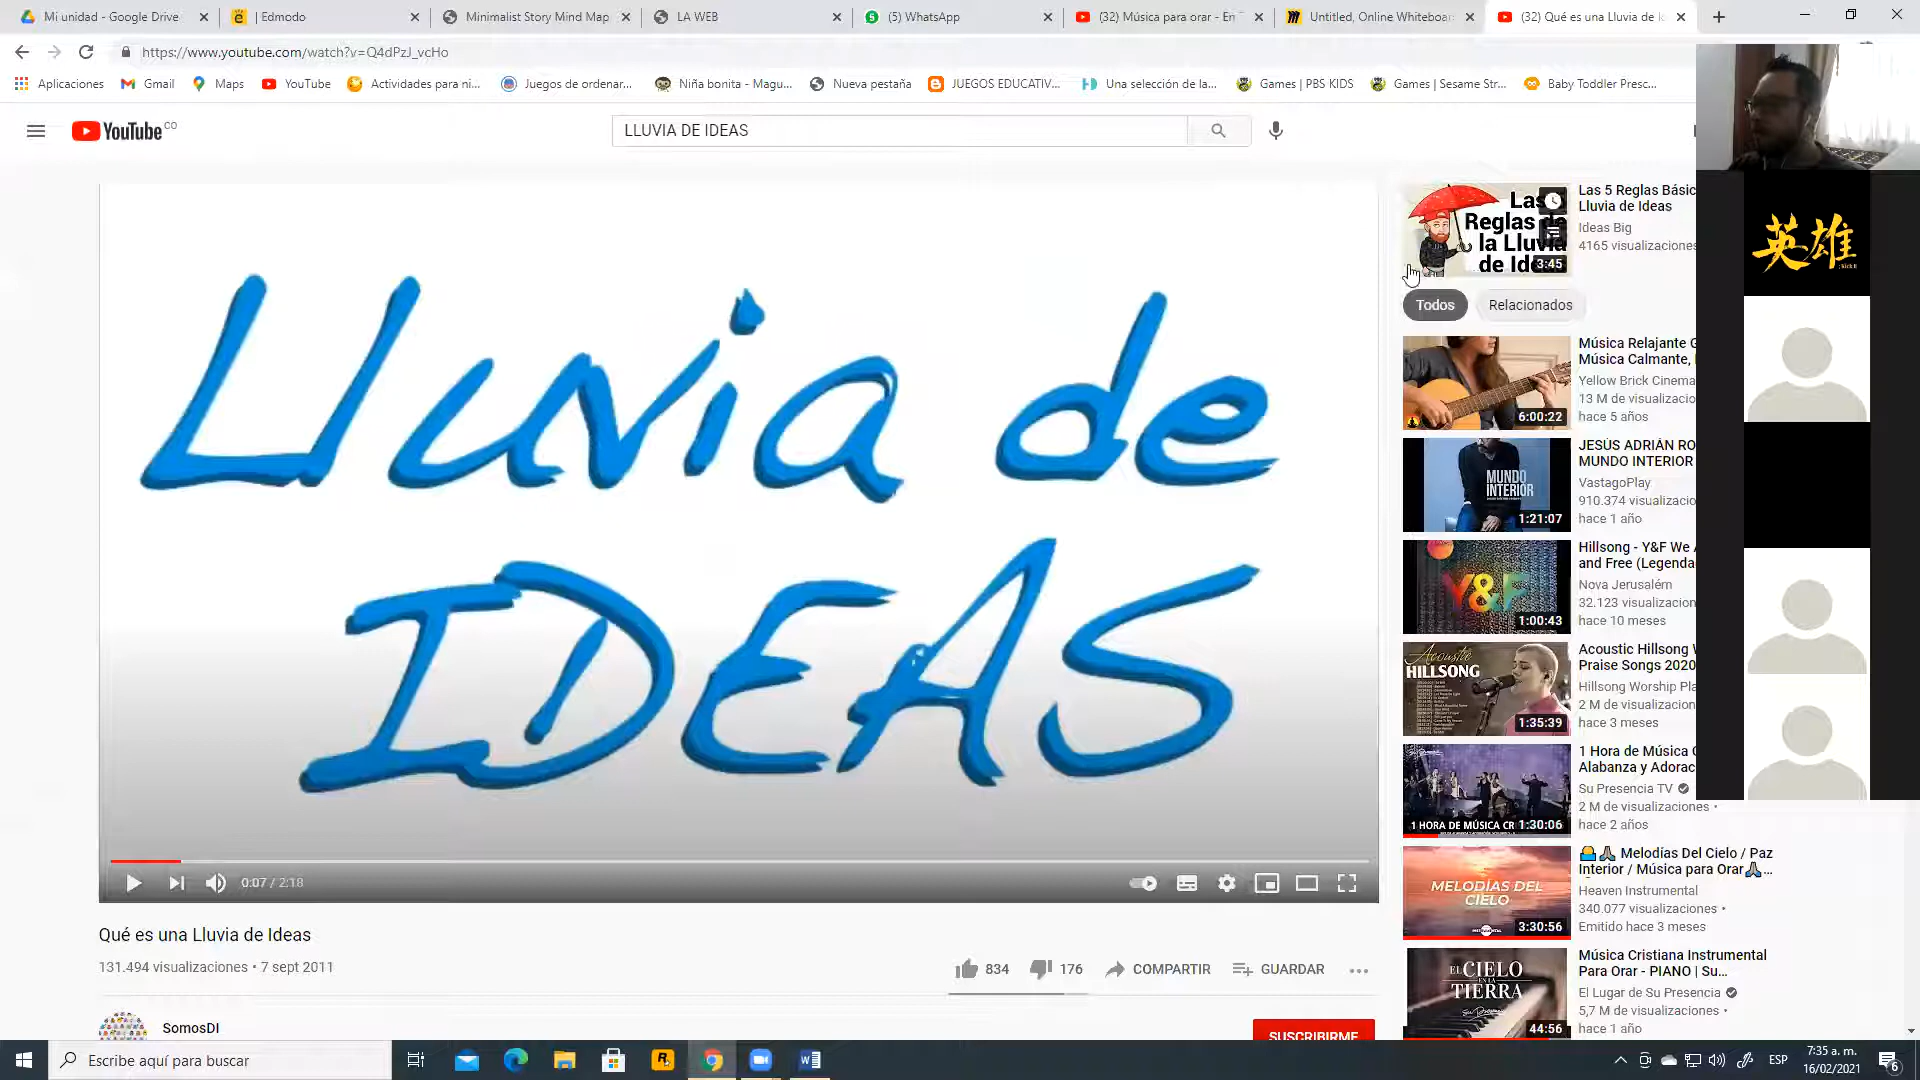 Mi unidad - Google Drive
Edmodo
Minimalist Story Mind Map
LA WEB
(5) WhatsApp
(32) Música para orar - En T
Untitled, Online Whiteboar
(32) Qué es una Lluvia de I
https://www.youtube.com/watch?v=Q4dPzJ_vcHo
Aplicaciones
Gmail
Maps
YouTube
Actividades para ni...
Juegos de ordenar...
Niña bonita - Magu...
Nueva pestaña
JUEGOS EDUCATIV...
Una selección de la...
Games | PBS KIDS
Games | Sesame Str...
Baby Toddler Presc...
YouTube CO
LLUVIA DE IDEAS
Lluvia de
IDEAS
0:07 / 2:18
Qué es una Lluvia de Ideas
131.494 visualizaciones • 7 sept 2011
834
176
COMPARTIR
GUARDAR
SomosDI
SUSCRIBIRME
Las
Reglas de
la Lluvia
de Id
3:45
Las 5 Reglas Básic
Lluvia de Ideas
Ideas Big
4165 visualizaciones
Todos
Relacionados
6:00:22
Música Relajante G
Música Calmante,
Yellow Brick Cinema
13 M de visualizacio
hace 5 años
MUNDO
INTERIOR
1:21:07
JESÚS ADRIÁN RO
MUNDO INTERIOR
VastagoPlay
910.374 visualizacio
hace 1 año
Y&F
1:00:43
Hillsong - Y&F We A
and Free (Legenda
Nova Jerusalém
32.123 visualizacion
hace 10 meses
Acoustic
HILLSONG
1:35:39
Acoustic Hillsong W
Praise Songs 2020
Hillsong Worship Pla
2 M de visualizacion
hace 3 meses
1 HORA DE MÚSICA CR
1:30:06
1 Hora de Música C
Alabanza y Adorac
Su Presencia TV
2 M de visualizaciones •
hace 2 años
MELODÍAS DEL
CIELO
3:30:56
Melodías Del Cielo / Paz
Interior / Música para Orar...
Heaven Instrumental
340.077 visualizaciones •
Emitido hace 3 meses
EL CIELO
EN LA
TIERRA
44:56
Música Cristiana Instrumental
Para Orar - PIANO | Su...
El Lugar de Su Presencia
5,7 M de visualizaciones •
hace 1 año
英雄
Escribe aquí para buscar
ESP
7:35 a. m.
16/02/2021
6